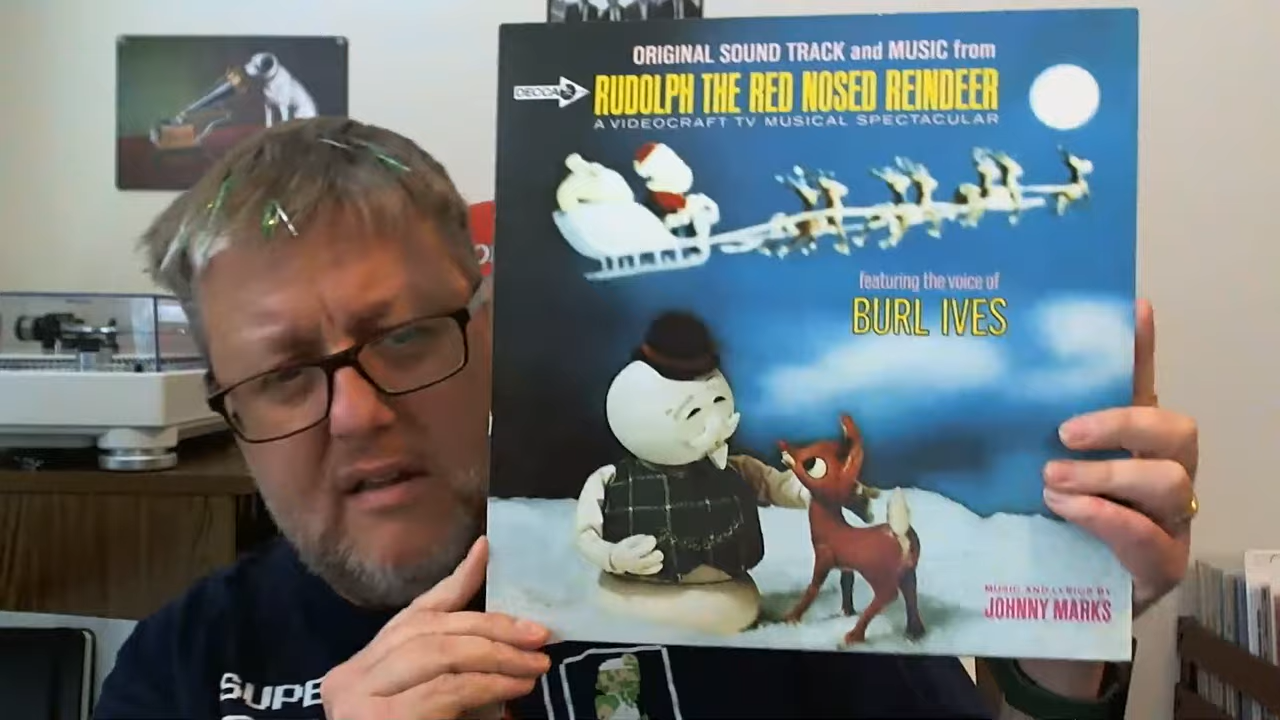 ORIGINAL SOUND TRACK and MUSIC from
DECCA
RUDOLPH THE RED NOSED REINDEER
A VIDEOCRAFT TV MUSICAL SPECTACULAR
featuring the voice of
BURL IVES
MUSIC AND LYRICS BY
JOHNNY MARKS
SUPE